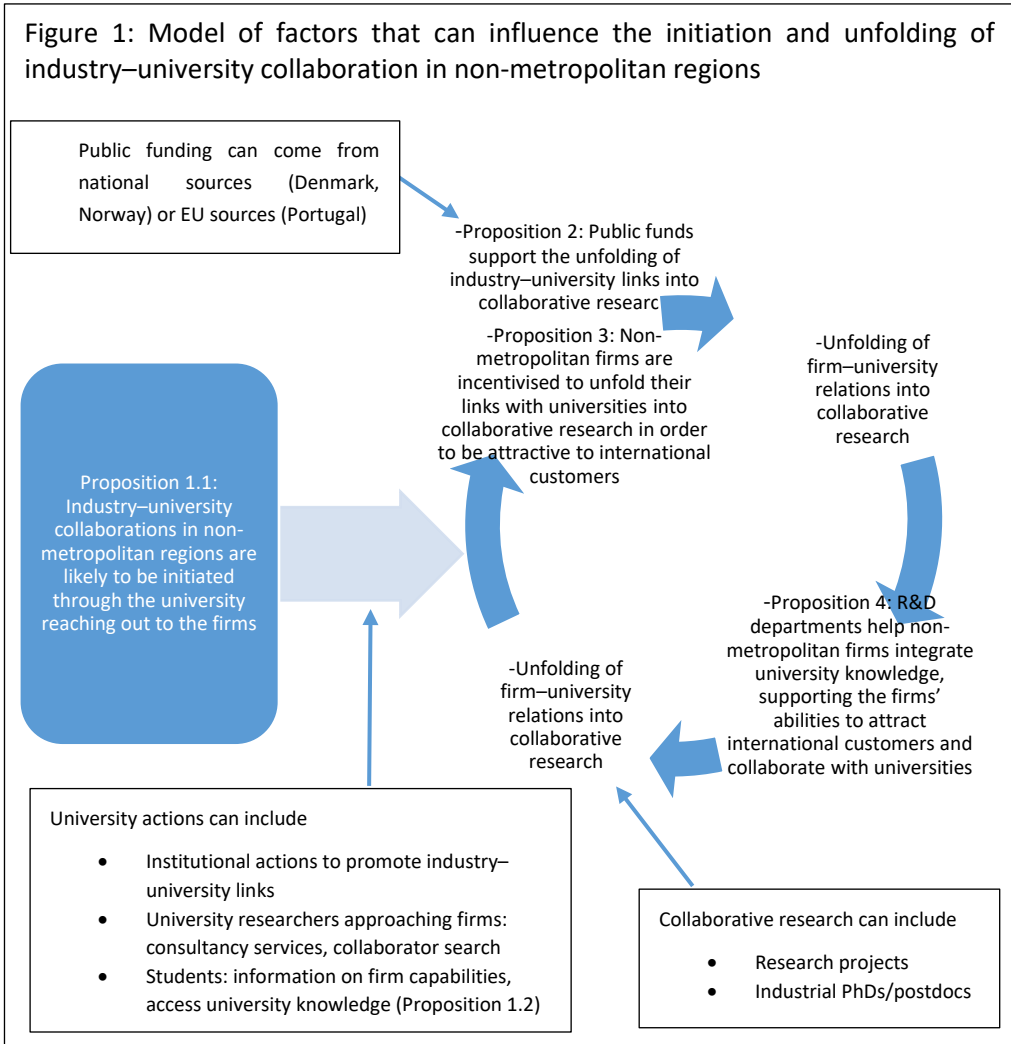 Figure 1: Model of factors that can influence the initiation and unfolding of
industry–university collaboration in non-metropolitan regions
Public funding can come from
national sources (Denmark,
Norway) or EU sources (Portugal)
-Proposition 2: Public funds
support the unfolding of
industry–university links into
collaborative researc
-Proposition 3: Non-
metropolitan firms are
incentivised to unfold their
links with universities into
collaborative research in order
to be attractive to international
customers
-Unfolding of
firm–university
relations into
collaborative
research
Proposition 1.1:
Industry–university
collaborations in non-
metropolitan regions are
likely to be initiated
through the university
reaching out to the firms
-Proposition 4: R&D
departments help non-
metropolitan firms integrate
university knowledge,
supporting the firms’
abilities to attract
international customers and
collaborate with universities
-Unfolding of
firm–university
relations into
collaborative
research
University actions can include
• Institutional actions to promote industry–
university links
• University researchers approaching firms:
consultancy services, collaborator search
• Students: information on firm capabilities,
access university knowledge (Proposition 1.2)
Collaborative research can include
• Research projects
• Industrial PhDs/postdocs